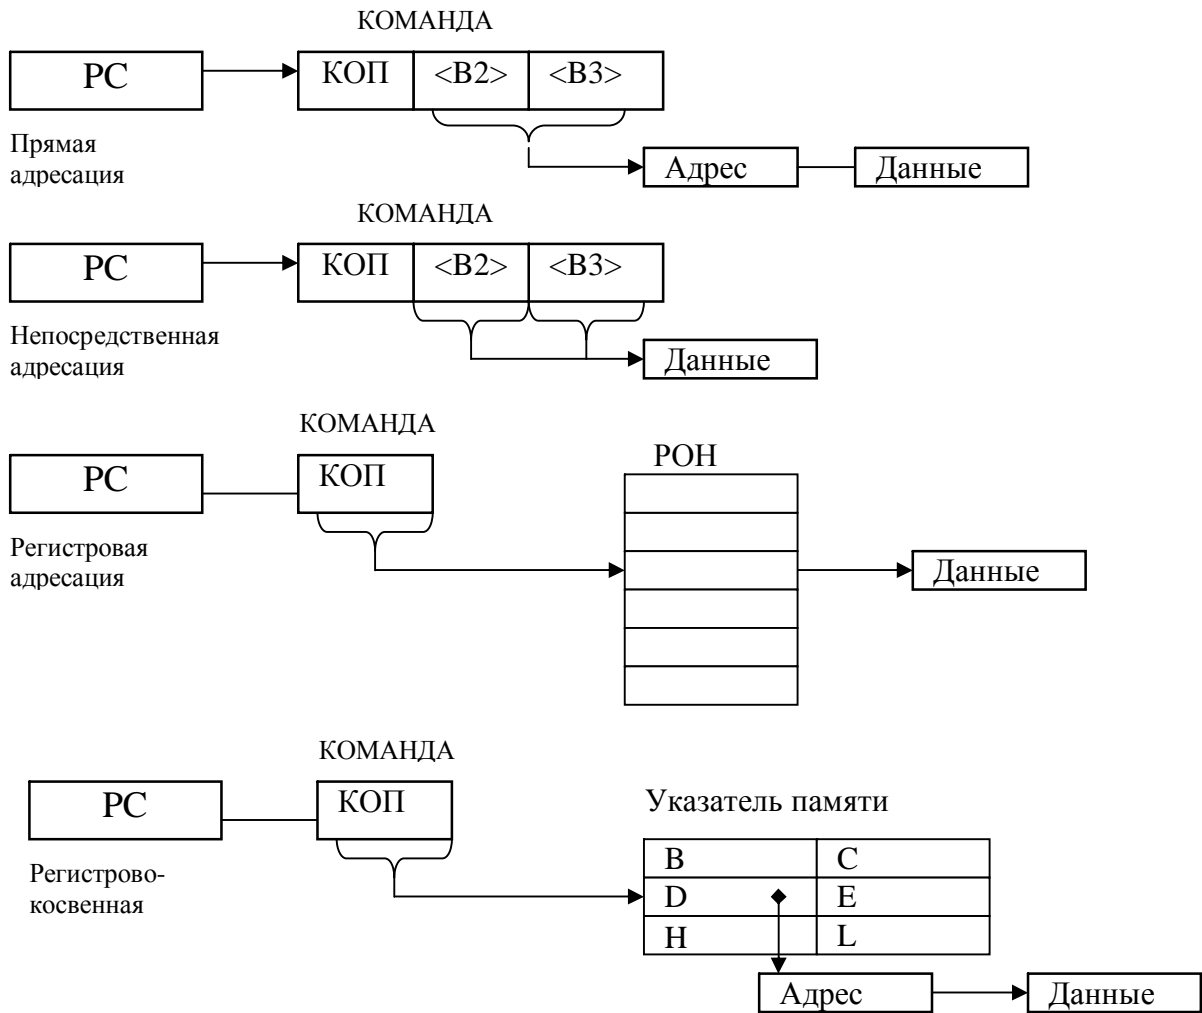 КОМАНДА
PC КОП <B2> <B3>
Прямая
адресация
Адрес Данные
КОМАНДА
PC КОП <B2> <B3>
Непосредственная
адресация
Данные
КОМАНДА
PC КОП
РОН
Регистровая
адресация
Данные
КОМАНДА
PC КОП
Указатель памяти
Регистрово-
косвенная
B C
D E
H L
Адрес Данные